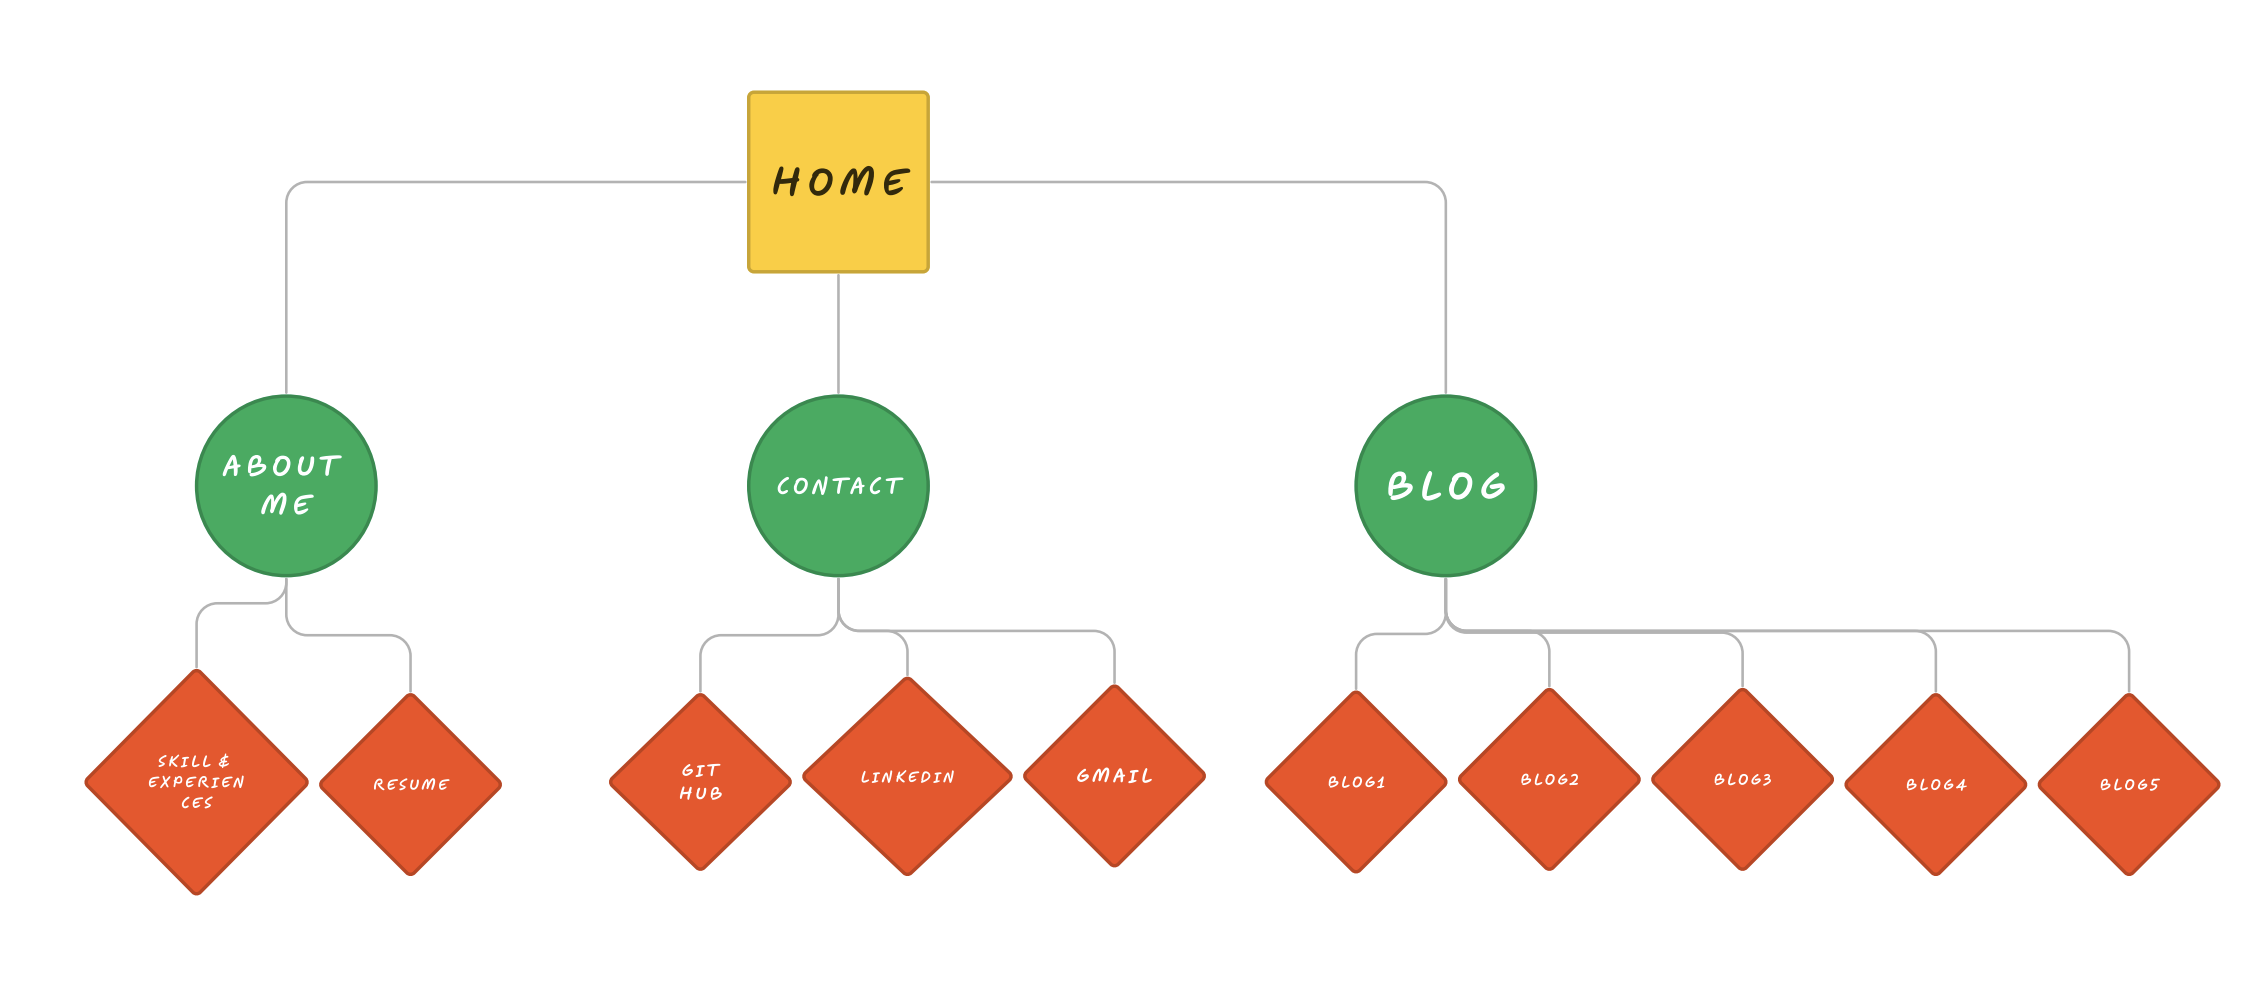 HOME
ABOUT
ME
CONTACT
BLOG
SKILL &
EXPERIEN
CES
RESUME
GIT
HUB
LINKEDIN
GMAIL
BLOG1
BLOG2
BLOG3
BLOG4
BLOG5